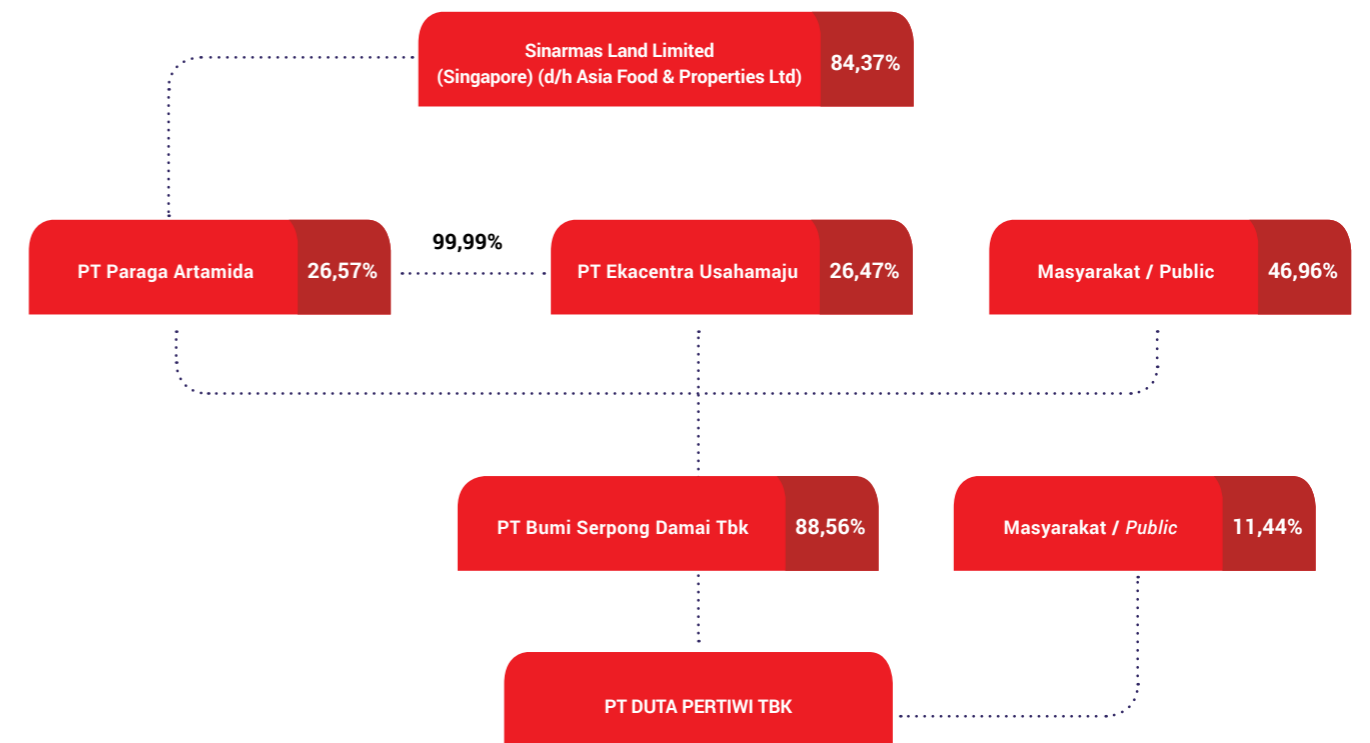 Sinarmas Land Limited
(Singapore) (d/h Asia Food & Properties Ltd)
84,37%
PT Paraga Artamida
26,57%
99,99%
PT Ekacentra Usahamaju
26,47%
Masyarakat / Public
46,96%
PT Bumi Serpong Damai Tbk
88,56%
Masyarakat / Public
11,44%
PT DUTA PERTIWI TBK